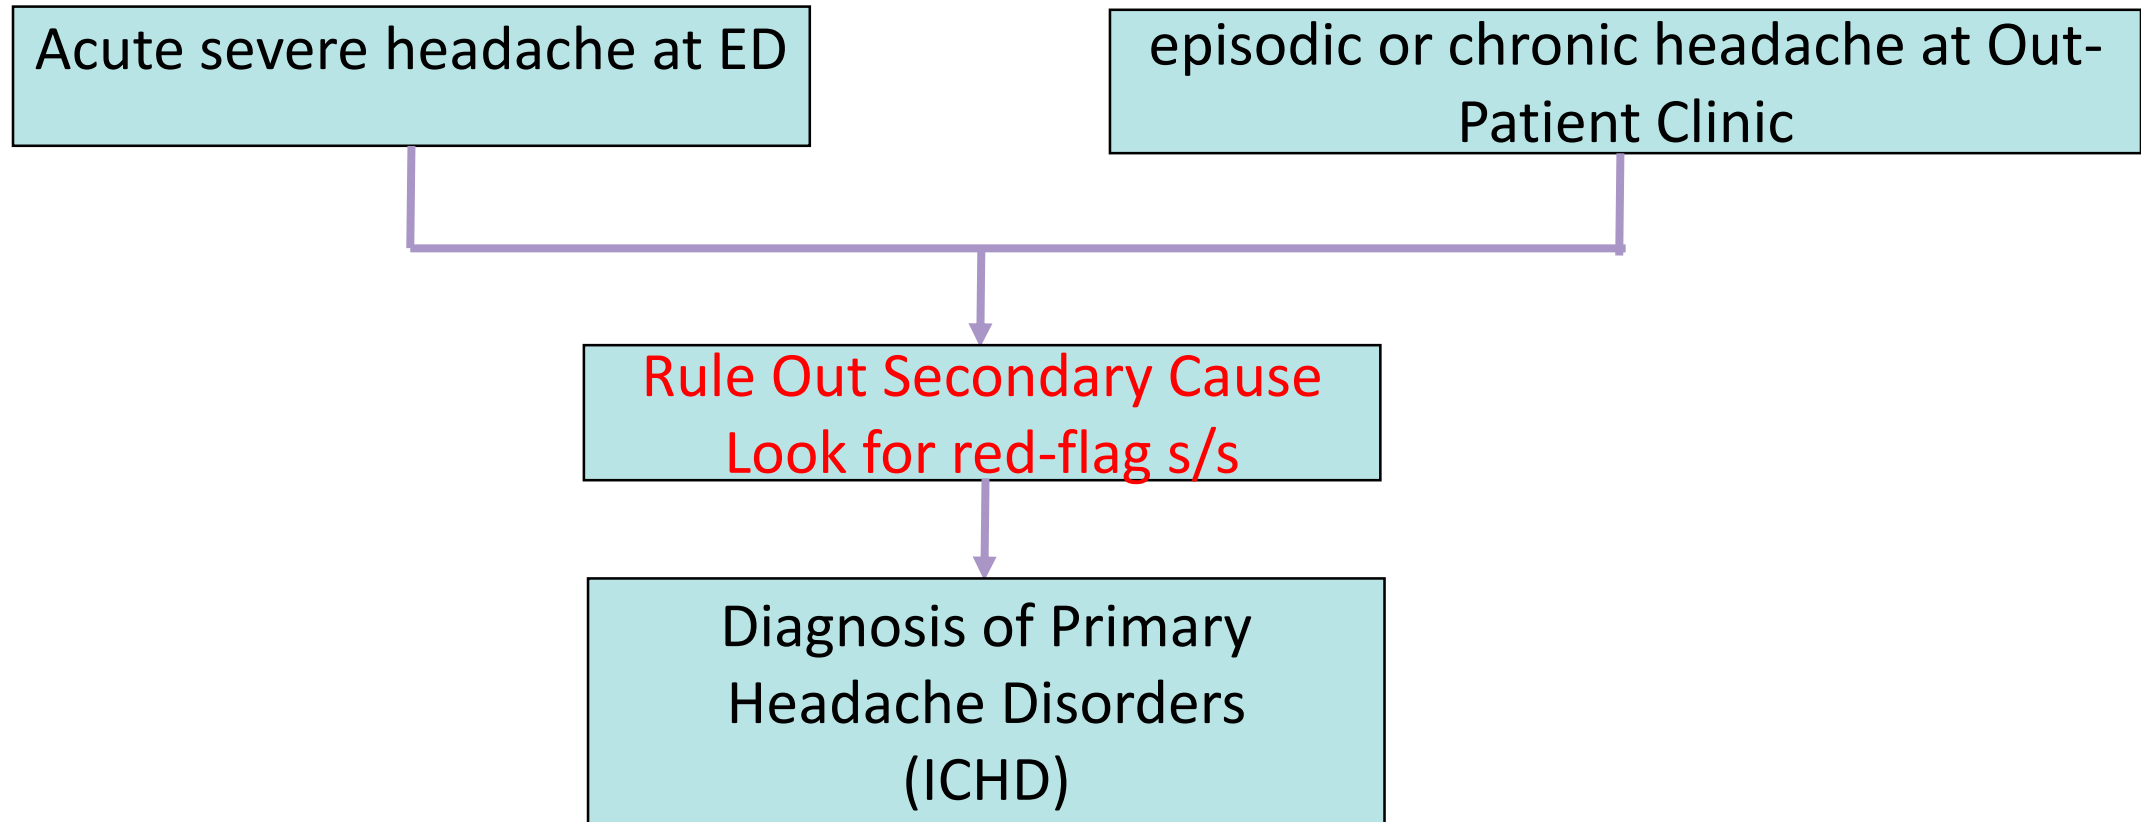 Acute severe headache at ED
episodic or chronic headache at Out-
Patient Clinic
Rule Out Secondary Cause
Look for red-flag s/s
Diagnosis of Primary
Headache Disorders
(ICHD)